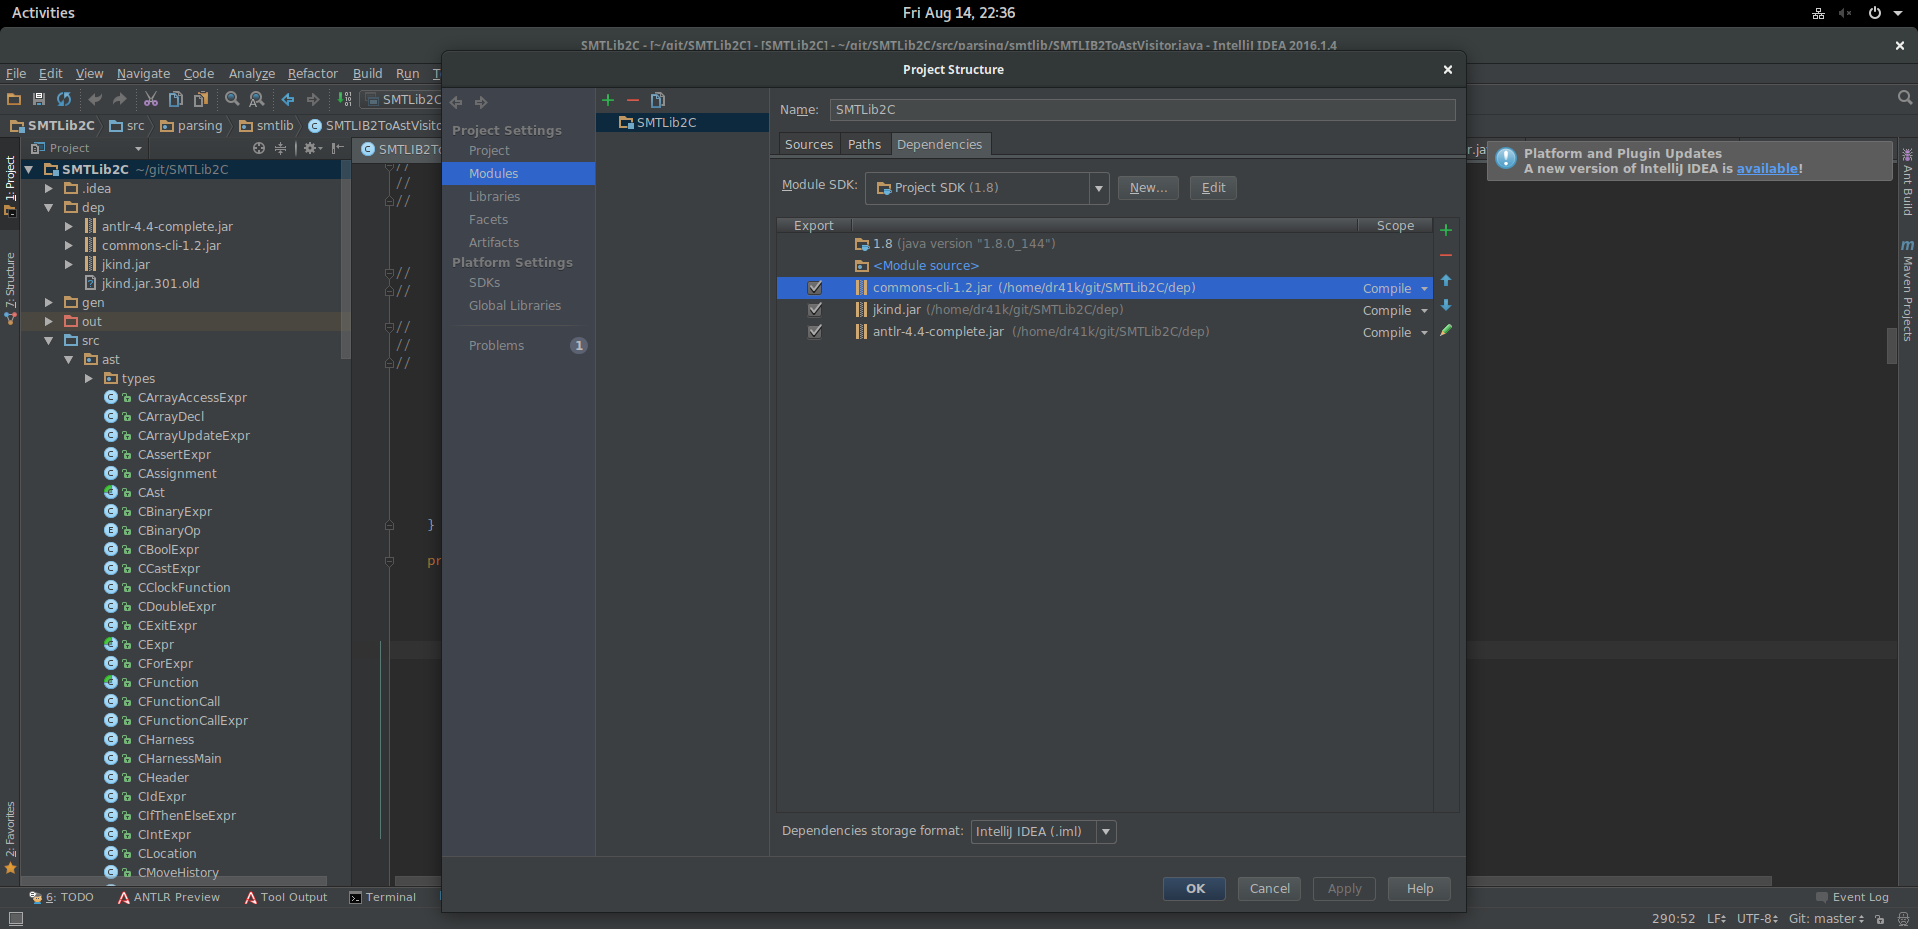 Activities
Fri Aug 14, 22:36
SMTLib2C - [~/git/SMTLib2C] - [SMTLib2C] - ~/git/SMTLib2C/src/parsing/smtlib/SMTLIB2ToAstVisitor.java - IntelliJ IDEA 2016.1.4
File Edit View Navigate Code Analyze Refactor Build Run T
SMTLib2C
SMTLib2C src parsing smtlib SMTLIB2ToAstVisito
Project
SMTLIB2To
1: Project
7: Structure
2: Favorites
SMTLib2C ~/git/SMTLib2C
.idea
dep
antlr-4.4-complete.jar
commons-cli-1.2.jar
jkind.jar
jkind.jar.301.old
gen
out
src
ast
types
CArrayAccessExpr
CArrayDecl
CArrayUpdateExpr
CAssertExpr
CAssignment
CAst
CBinaryExpr
CBinaryOp
CBoolExpr
CCastExpr
CClockFunction
CDoubleExpr
CExitExpr
CExpr
CForExpr
CFunction
CFunctionCall
CFunctionCallExpr
CHarness
CHarnessMain
CHeader
CIdExpr
CIfThenElseExpr
CIntExpr
CLocation
CMoveHistory
//
//
//
//
//
//
//
//
}
pr
Project Structure
Project Settings
Project
Modules
Libraries
Facets
Artifacts
Platform Settings
SDKs
Global Libraries
Problems 1
SMTLib2C
Name: SMTLib2C
Sources Paths Dependencies
Module SDK: Project SDK (1.8) New... Edit
Export Scope
1.8 (java version "1.8.0_144")
<Module source>
commons-cli-1.2.jar (/home/dr41k/git/SMTLib2C/dep) Compile
jkind.jar (/home/dr41k/git/SMTLib2C/dep) Compile
antlr-4.4-complete.jar (/home/dr41k/git/SMTLib2C/dep) Compile
Dependencies storage format: IntelliJ IDEA (.iml)
OK Cancel Apply Help
r.ja
Platform and Plugin Updates
A new version of IntelliJ IDEA is available!
Ant Build
Maven Projects
6: TODO ANTLR Preview Tool Output Terminal
Event Log
290:52 LF UTF-8 Git: master